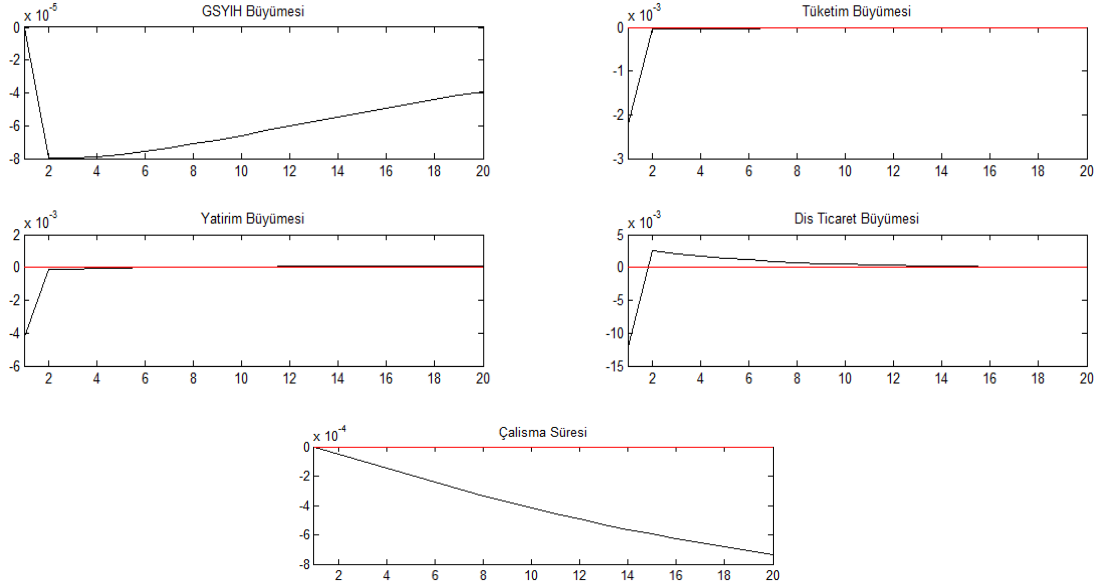 GSYIH Büyümesi
x 10^-5
0
-2
-4
-6
-8
2 4 6 8 10 12 14 16 18 20
Tüketim Büyümesi
x 10^-3
0
-1
-2
-3
2 4 6 8 10 12 14 16 18 20
Yatirim Büyümesi
x 10^-3
2
0
-2
-4
-6
2 4 6 8 10 12 14 16 18 20
Dis Ticaret Büyümesi
x 10^-3
5
0
-5
-10
-15
2 4 6 8 10 12 14 16 18 20
Çalisma Süresi
x 10^-4
0
-2
-4
-6
-8
2 4 6 8 10 12 14 16 18 20